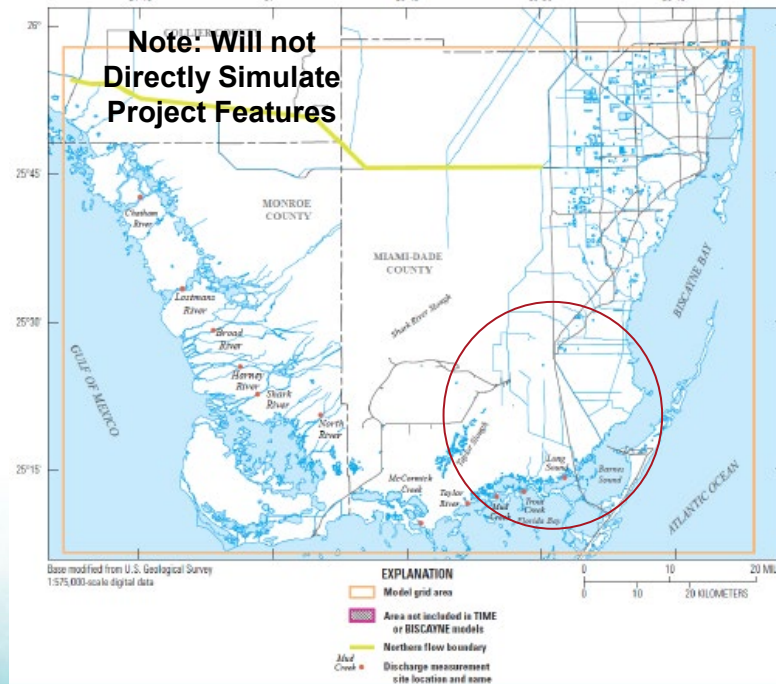 26°
COLLIER COUNTY
Note: Will not
Directly Simulate
Project Features
25°45'
MONROE
COUNTY
Chatham
River
MIAMI-DADE
COUNTY
BISCAYNE BAY
Lostmans
River
25°30'
Shark River Slough
Broad
River
GULF OF MEXICO
Harney
River
Shark
River
North
River
Taylor Slough
25°15'
Long
Sound
Barnes
Sound
McCormick
Creek
Taylor
River
Mud
Creek
Trout
Creek
Florida Bay
ATLANTIC OCEAN
Base modified from U.S. Geological Survey
1:575,000-scale digital data
0 10 20 MIL
0 10 20 KILOMETERS
EXPLANATION
Model grid area
Area not included in TIME
or BISCAYNE models
Northern flow boundary
Mud
Creek
Discharge measurement
site location and name